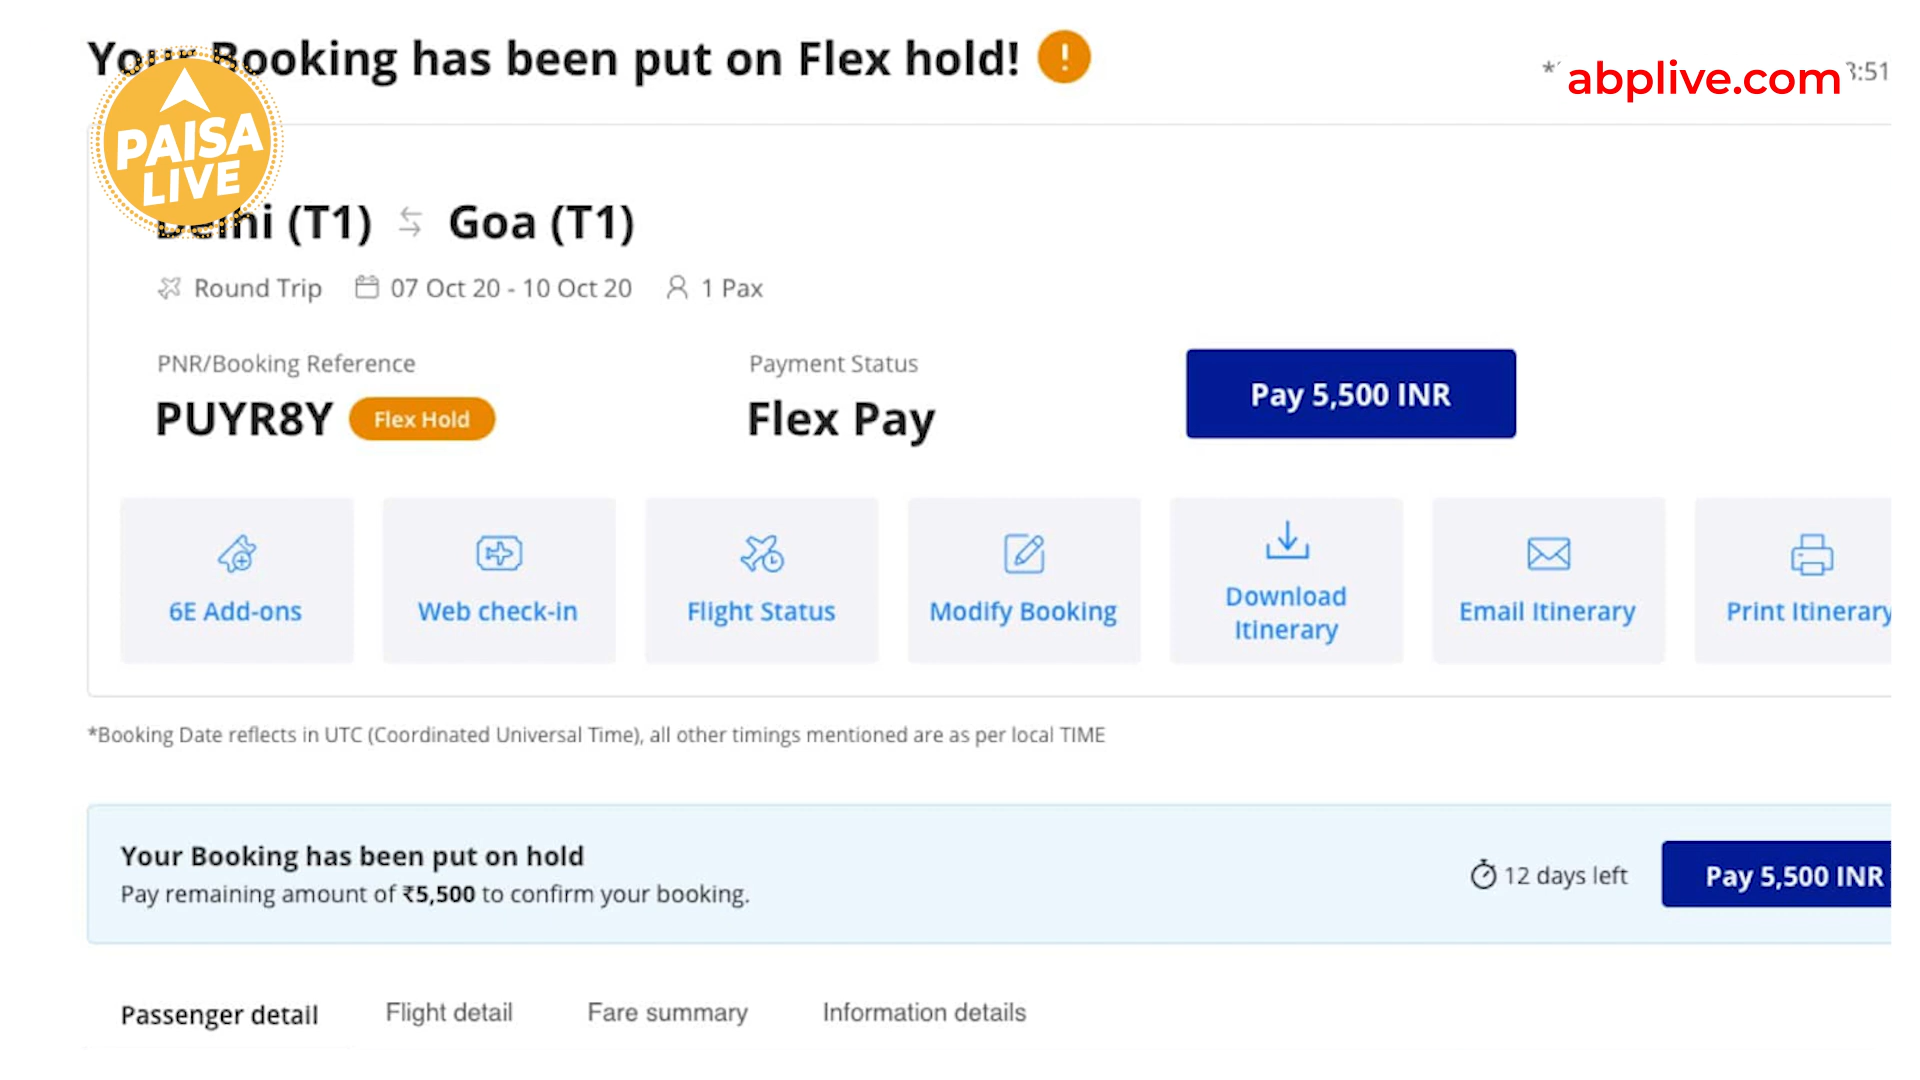 Your Booking has been put on Flex hold!
abplive.com
3:51
PAISA
LIVE
Delhi (T1) Goa (T1)
Round Trip 07 Oct 20 - 10 Oct 20 1 Pax
PNR/Booking Reference Payment Status
PUYR8Y Flex Hold Flex Pay Pay 5,500 INR
6E Add-ons Web check-in Flight Status Modify Booking Download Itinerary Email Itinerary Print Itinerary
*Booking Date reflects in UTC (Coordinated Universal Time), all other timings mentioned are as per local TIME
Your Booking has been put on hold
Pay remaining amount of ₹5,500 to confirm your booking.
12 days left Pay 5,500 INR
Passenger detail Flight detail Fare summary Information details